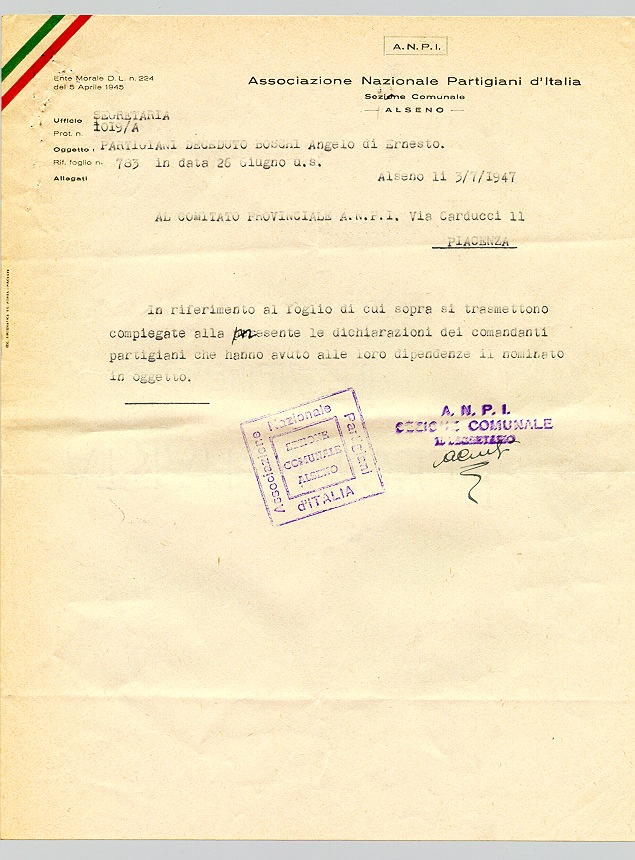 A.N.P.I.
Ente Morale D. L. n. 224
del 5 Aprile 1945
Associazione Nazionale Partigiani d'Italia
Sezione Comunale
— ALSENO —
Ufficio SEGRETARIA
Prot. n. 1019/A
Oggetto: PARTIGIANI DECEDUTO BOSCHI Angelo di Ernesto.
Rif. foglio n. 783 in data 26 Giugno u.s.
Allegati
Alseno li 3/7/1947
AL COMITATO PROVINCIALE A.N.P.I. Via Carducci 11
PIACENZA
In riferimento al foglio di cui sopra si trasmettono
compiegate alla presente le dichiarazioni dei comandanti
partigiani che hanno avuto alle loro dipendenze il nominato
in oggetto.
Associazione Nazionale Partigiani d'ITALIA
SEZIONE
COMUNALE
ALSENO
A. N. P. I.
SEZIONE COMUNALE
IL SEGRETARIO